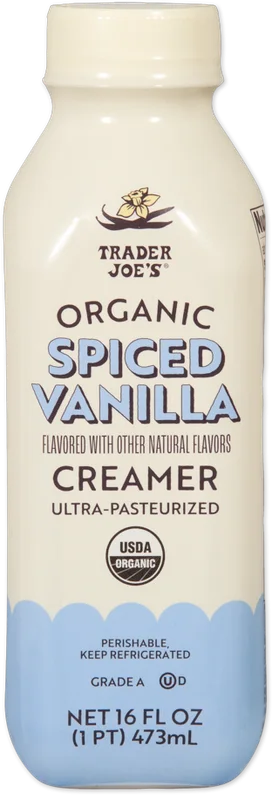 TRADER
JOE'S®
ORGANIC
SPICED
VANILLA
FLAVORED WITH OTHER NATURAL FLAVORS
CREAMER
ULTRA-PASTEURIZED
USDA
ORGANIC
PERISHABLE,
KEEP REFRIGERATED
GRADE A Ⓤ D
NET 16 FL OZ
(1 PT) 473mL